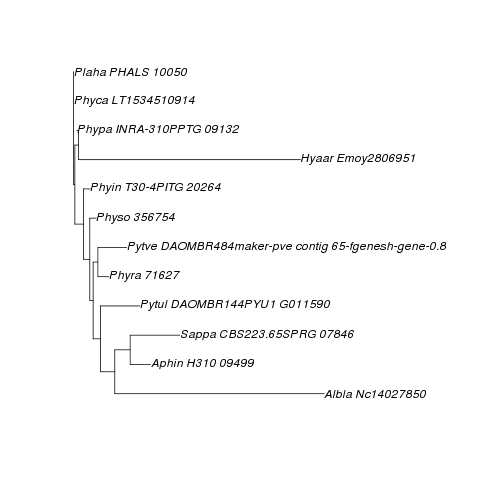 Plaha PHALS 10050
Phyca LT1534510914
Phypa INRA-310PPTG 09132
Hyaar Emoy2806951
Phyin T30-4PITG 20264
Physo 356754
Pytve DAOMBR484maker-pve contig 65-fgenesh-gene-0.8
Phyra 71627
Pytul DAOMBR144PYU1 G011590
Sappa CBS223.65SPRG 07846
Aphin H310 09499
Albla Nc14027850